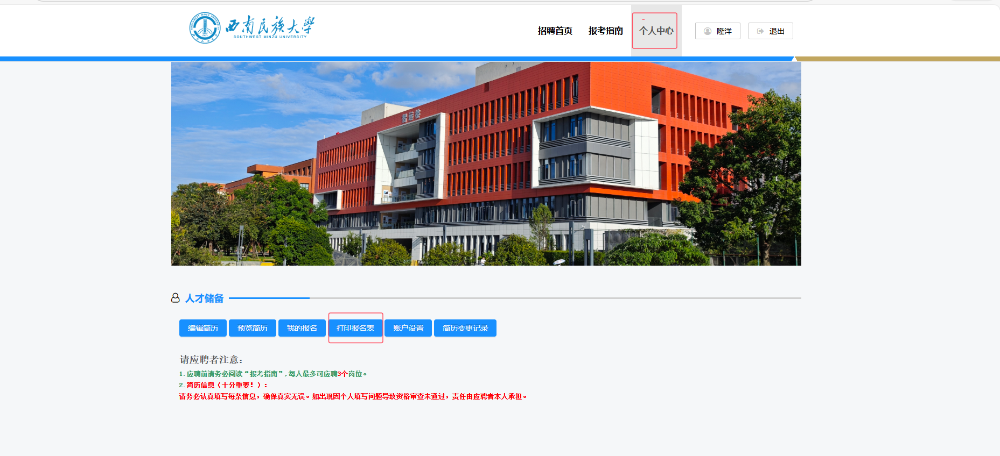 西南民族大学
SOUTHWEST MINZU UNIVERSITY
招聘首页
报考指南
个人中心
隆洋
退出
人才储备
编辑简历
预览简历
我的报名
打印报名表
账户设置
简历变更记录
请应聘者注意：
1.应聘前请务必阅读“报考指南”,每人最多可应聘3个岗位。
2.简历信息（十分重要！）：
请务必认真填写每条信息，确保真实无误。如出现因个人填写问题导致资格审查未通过，责任由应聘者本人承担。